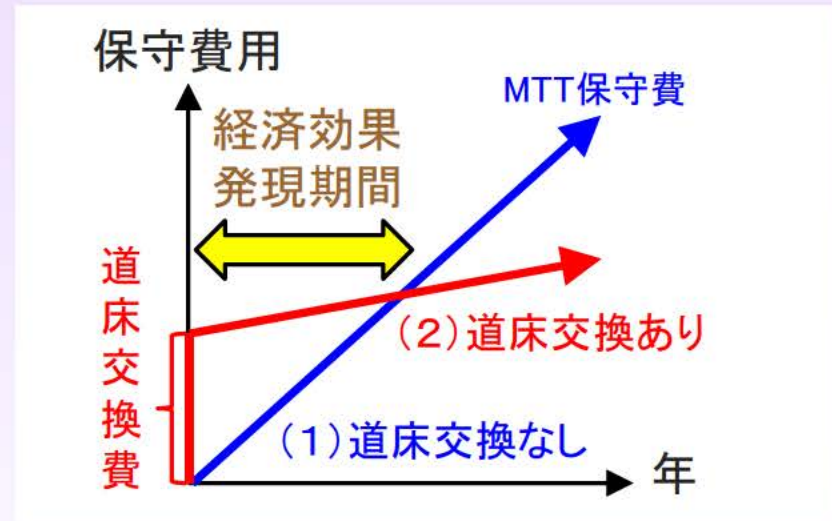 保守費用
MTT保守費
経済効果
発現期間
道床交換費
(2)道床交換あり
(1)道床交換なし
年